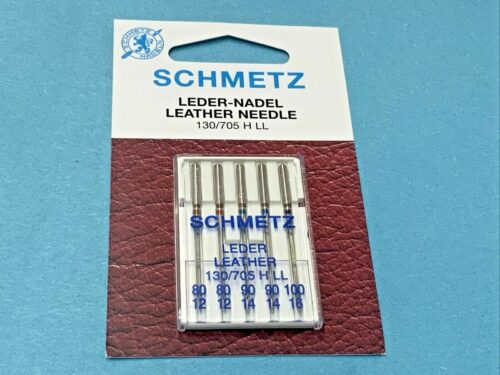 SCHMETZ
LEDER-NADEL
LEATHER NEEDLE
130/705 H LL
SCHMETZ
LEDER
LEATHER
130/705 H LL
80 80 90 90 100
12 12 14 14 16